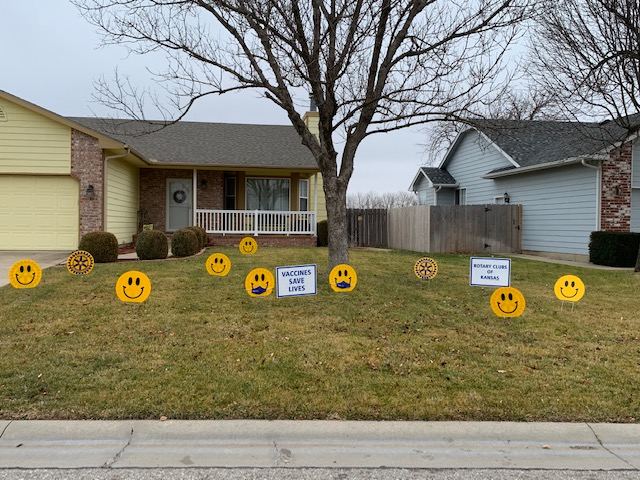 VACCINES
SAVE
LIVES
ROTARY CLUBS
OF
KANSAS